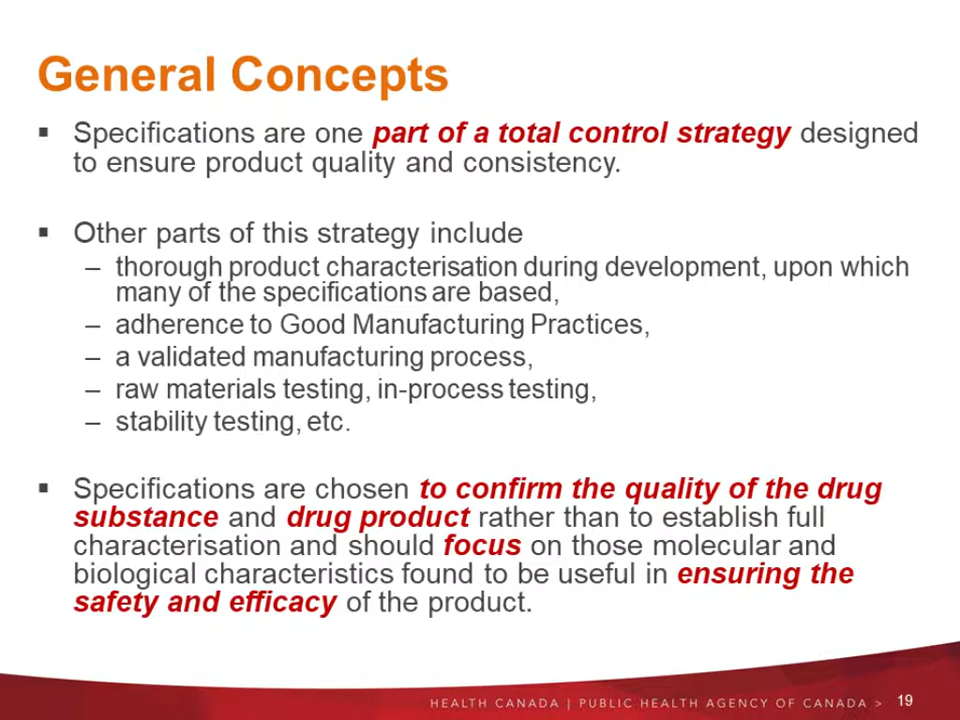 General Concepts
▪ Specifications are one part of a total control strategy designed
to ensure product quality and consistency.
▪ Other parts of this strategy include
– thorough product characterisation during development, upon which
many of the specifications are based,
– adherence to Good Manufacturing Practices,
– a validated manufacturing process,
– raw materials testing, in-process testing,
– stability testing, etc.
▪ Specifications are chosen to confirm the quality of the drug
substance and drug product rather than to establish full
characterisation and should focus on those molecular and
biological characteristics found to be useful in ensuring the
safety and efficacy of the product.
HEALTH CANADA | PUBLIC HEALTH AGENCY OF CANADA > 19